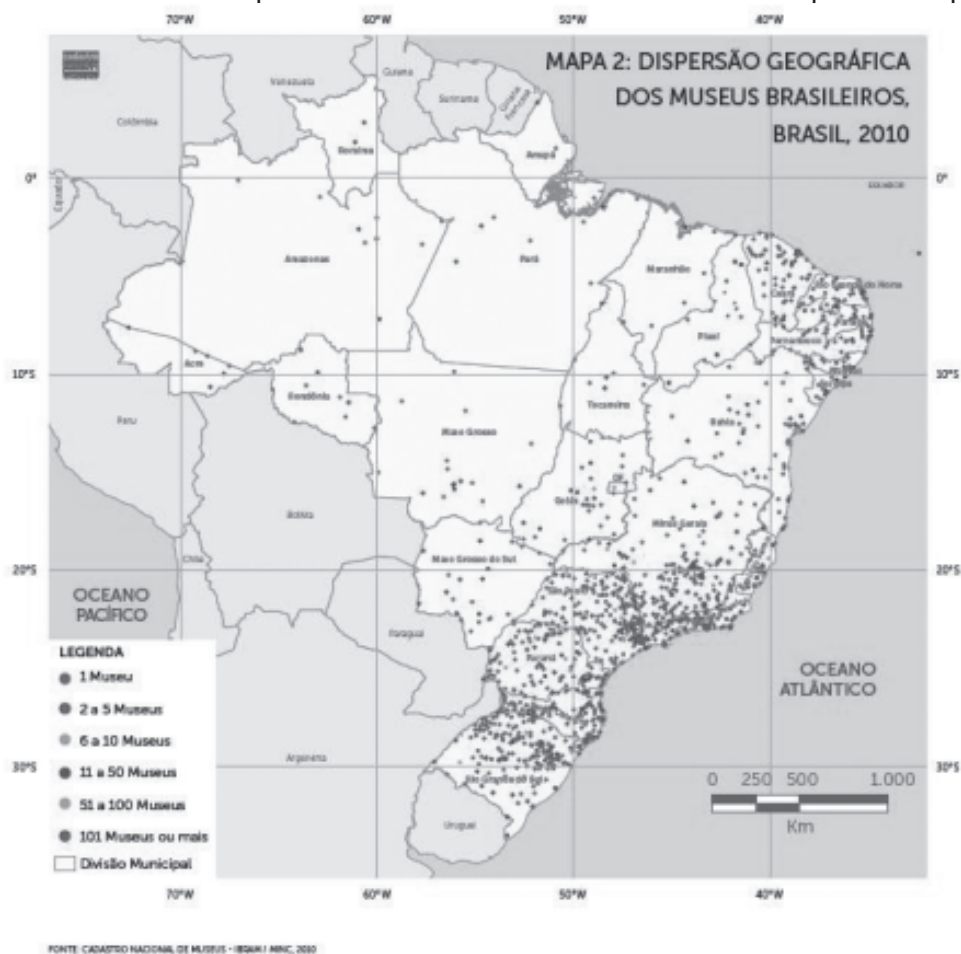 70°W 60°W 50°W 40°W
MAPA 2: DISPERSÃO GEOGRÁFICA
DOS MUSEUS BRASILEIROS,
BRASIL, 2010
Venezuela
Guiana
Suriname
Colômbia
Roraima
Amapá
0° 0°
EQUADOR
Equador
Amazonas
Pará
Maranhão
Ceará
Rio Grande do Norte
Piauí
Pernambuco
Acre
10°S 10°S
Rondônia
Tocantins
Peru
Mato Grosso
Bahia
Goiás
DF
Bolívia
Minas Gerais
Chile
Mato Grosso do Sul
20°S 20°S
São Paulo
OCEANO
PACÍFICO
Paraguai
Paraná
LEGENDA
1 Museu
2 a 5 Museus
6 a 10 Museus
11 a 50 Museus
51 a 100 Museus
101 Museus ou mais
Divisão Municipal
OCEANO
ATLÂNTICO
Argentina
30°S 30°S
Rio Grande do Sul
0 250 500 1.000
Km
Uruguai
70°W 60°W 50°W 40°W
FONTE: CADASTRO NACIONAL DE MUSEUS - IBRAM / MINC, 2010